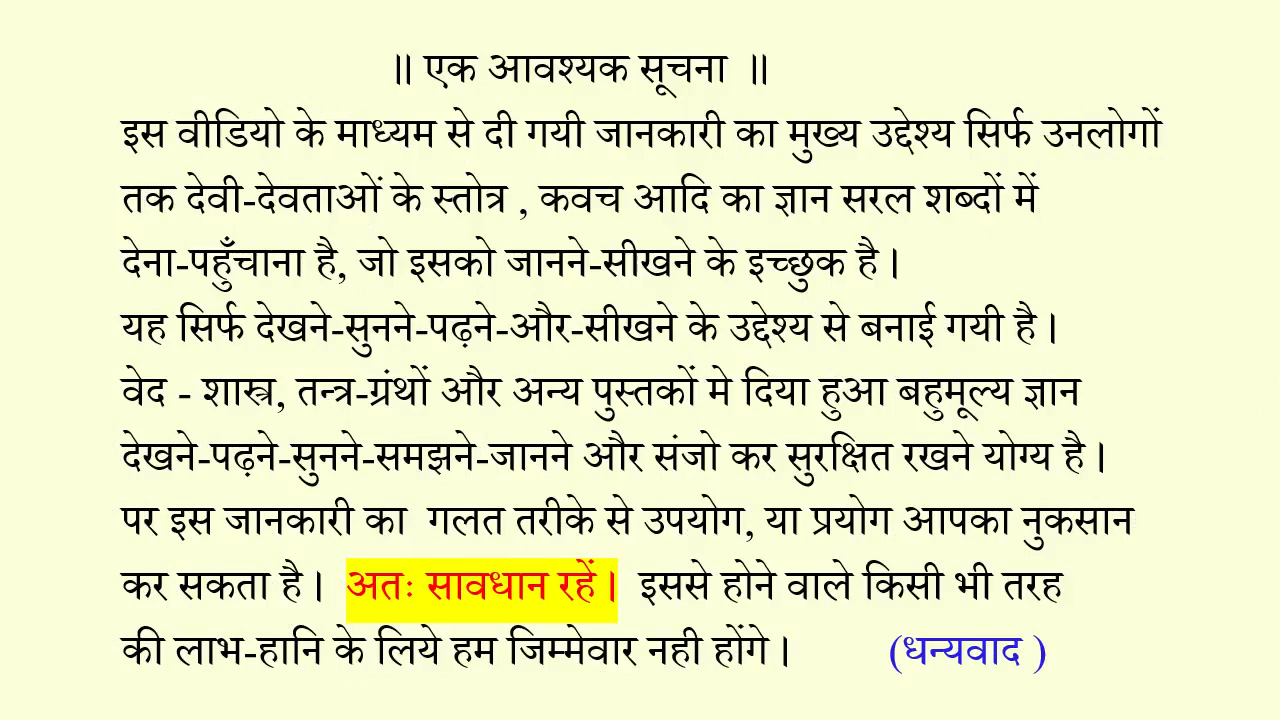 ॥ एक आवश्यक सूचना ॥
इस वीडियो के माध्यम से दी गयी जानकारी का मुख्य उद्देश्य सिर्फ उनलोगों
तक देवी-देवताओं के स्तोत्र , कवच आदि का ज्ञान सरल शब्दों में
देना-पहुँचाना है, जो इसको जानने-सीखने के इच्छुक है।
यह सिर्फ देखने-सुनने-पढ़ने-और-सीखने के उद्देश्य से बनाई गयी है।
वेद - शास्त्र, तन्त्र-ग्रंथों और अन्य पुस्तकों मे दिया हुआ बहुमूल्य ज्ञान
देखने-पढ़ने-सुनने-समझने-जानने और संजो कर सुरक्षित रखने योग्य है।
पर इस जानकारी का गलत तरीके से उपयोग, या प्रयोग आपका नुकसान
कर सकता है। अतः सावधान रहें। इससे होने वाले किसी भी तरह
की लाभ-हानि के लिये हम जिम्मेवार नही होंगे। (धन्यवाद )